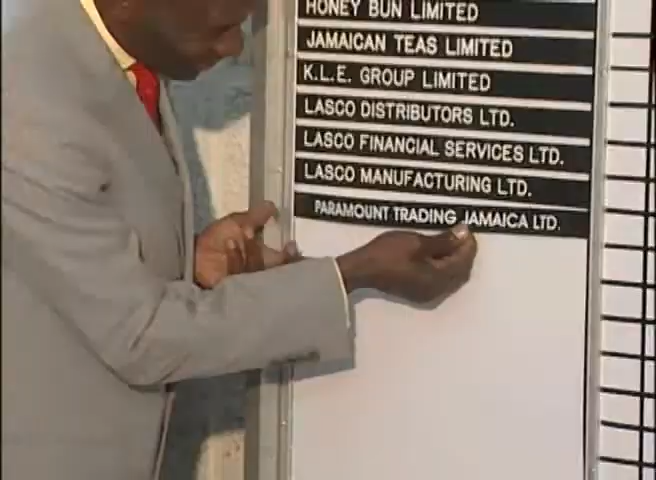 HONEY BUN LIMITED
JAMAICAN TEAS LIMITED
K.L.E. GROUP LIMITED
LASCO DISTRIBUTORS LTD.
LASCO FINANCIAL SERVICES LTD.
LASCO MANUFACTURING LTD.
PARAMOUNT TRADING JAMAICA LTD.